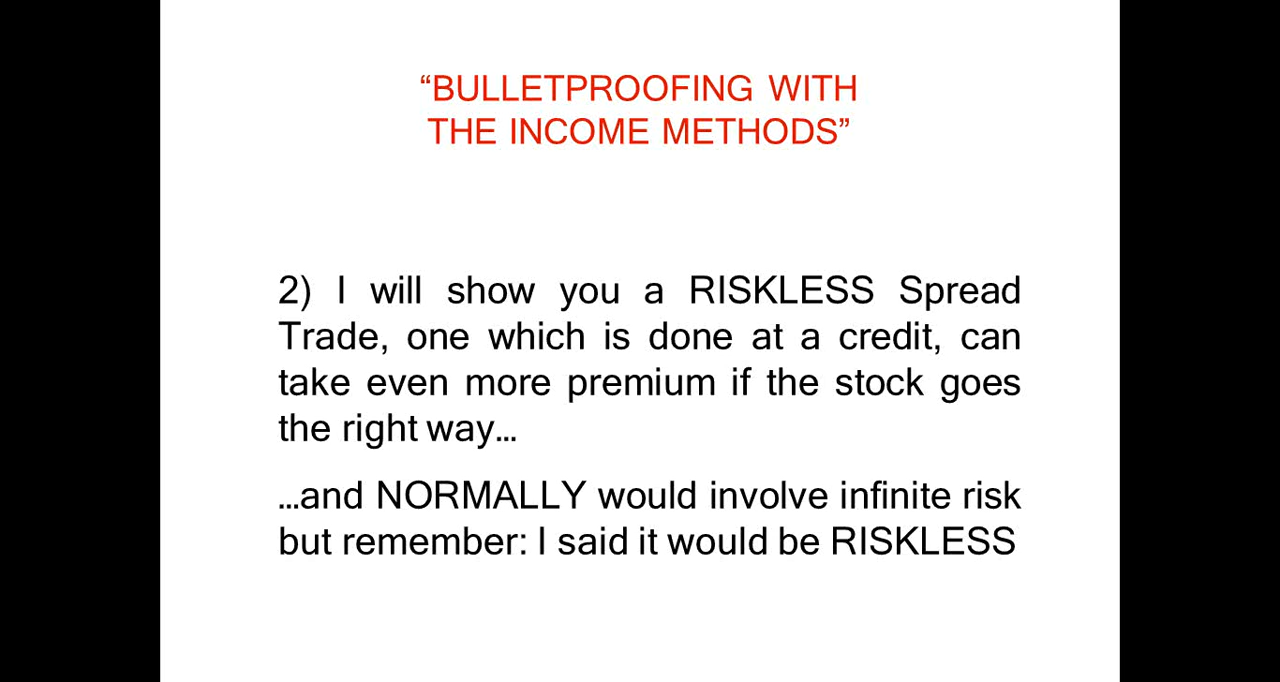 “BULLETPROOFING WITH
THE INCOME METHODS”
2) I will show you a RISKLESS Spread
Trade, one which is done at a credit, can
take even more premium if the stock goes
the right way...
...and NORMALLY would involve infinite risk
but remember: I said it would be RISKLESS